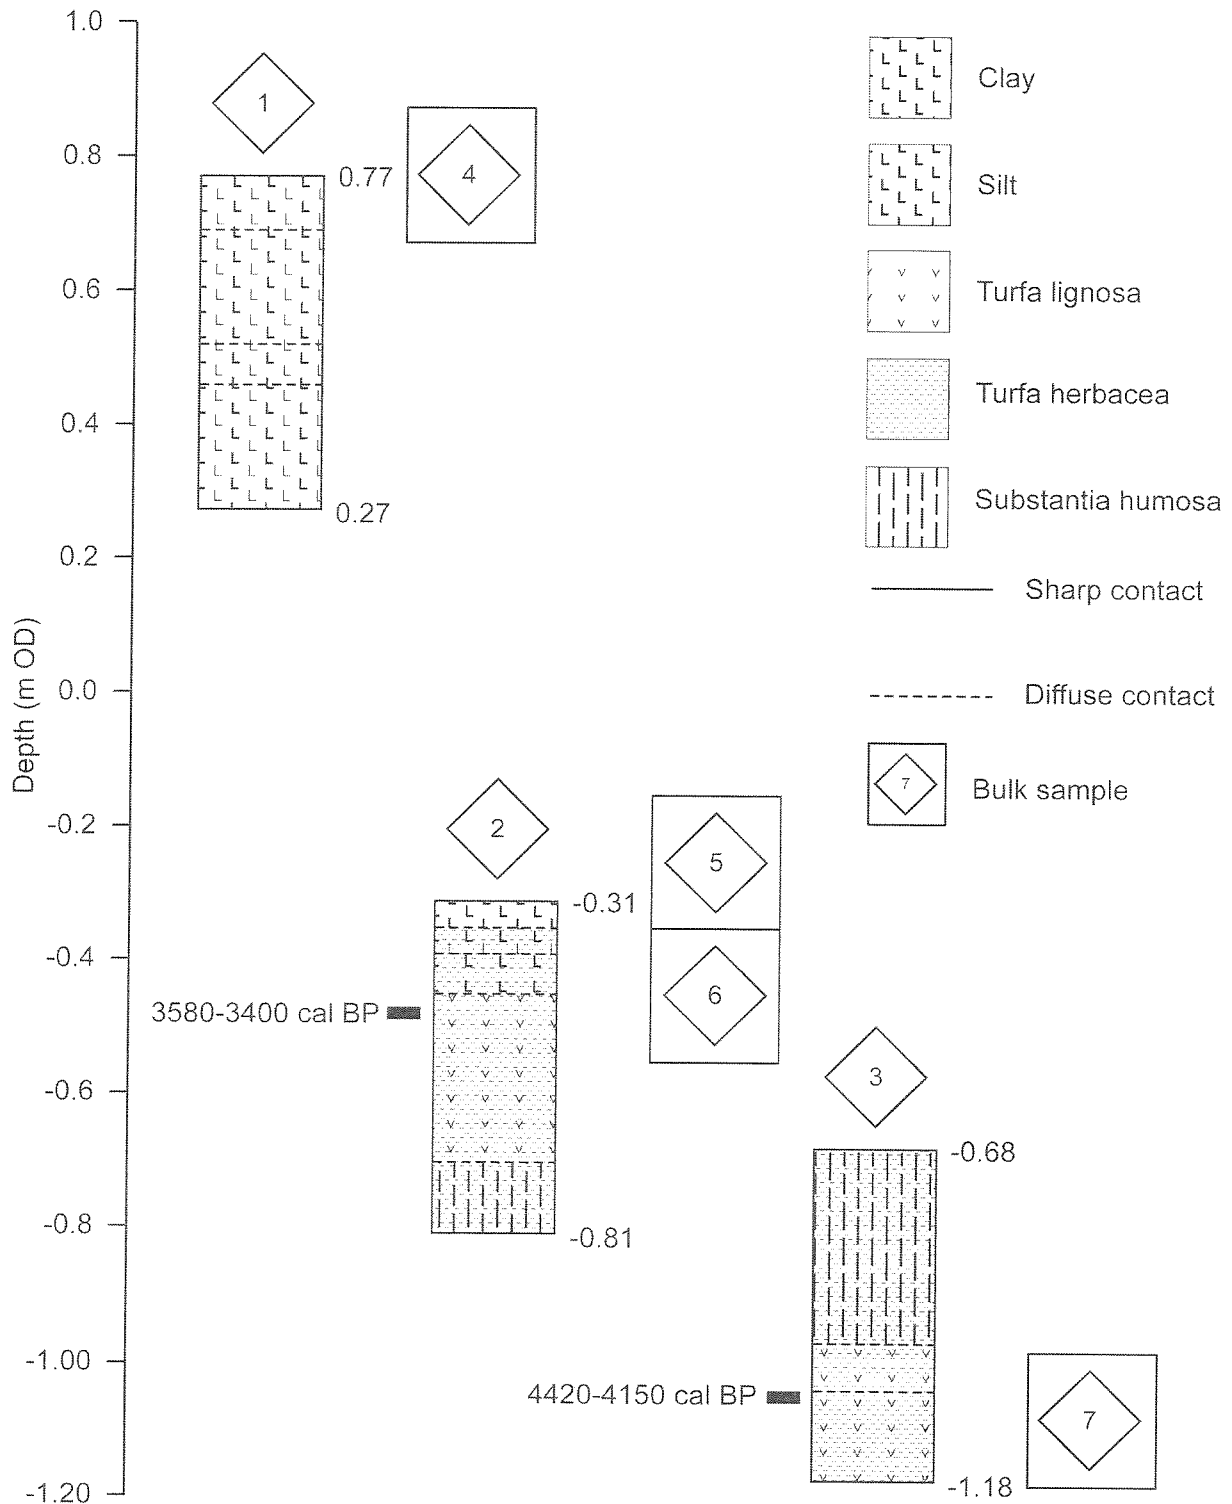 1.0
0.8
0.6
0.4
0.2
0.0
-0.2
-0.4
-0.6
-0.8
-1.00
-1.20
Depth (m OD)
1
0.77
0.27
4
2
-0.31
-0.81
3580-3400 cal BP
5
6
3
-0.68
-1.18
4420-4150 cal BP
7
Clay
Silt
Turfa lignosa
Turfa herbacea
Substantia humosa
Sharp contact
Diffuse contact
7
Bulk sample